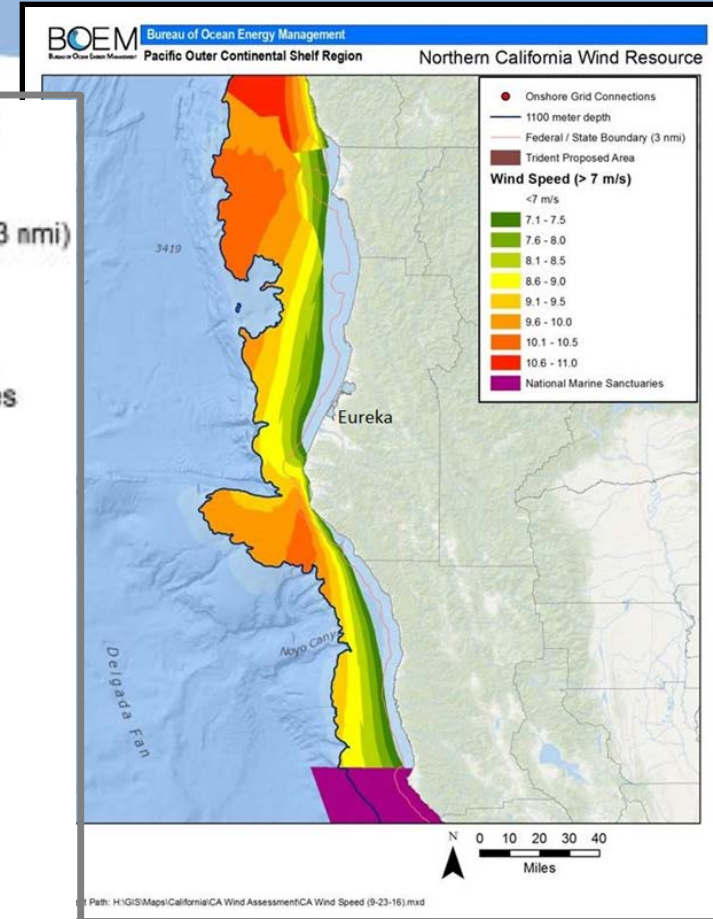 BOEM
BUREAU OF OCEAN ENERGY MANAGEMENT
Bureau of Ocean Energy Management
Pacific Outer Continental Shelf Region
Northern California Wind Resource
3 nmi)
Onshore Grid Connections
1100 meter depth
Federal / State Boundary (3 nmi)
Trident Proposed Area
Wind Speed (> 7 m/s)
<7 m/s
7.1 - 7.5
7.6 - 8.0
8.1 - 8.5
8.6 - 9.0
9.1 - 9.5
9.6 - 10.0
10.1 - 10.5
10.6 - 11.0
National Marine Sanctuaries
3419
es
Eureka
Noyo Cany
Delgada Fan
N
0 10 20 30 40
Miles
t Path: H:\GIS\Maps\California\CA Wind Assessment\CA Wind Speed (9-23-16).mxd